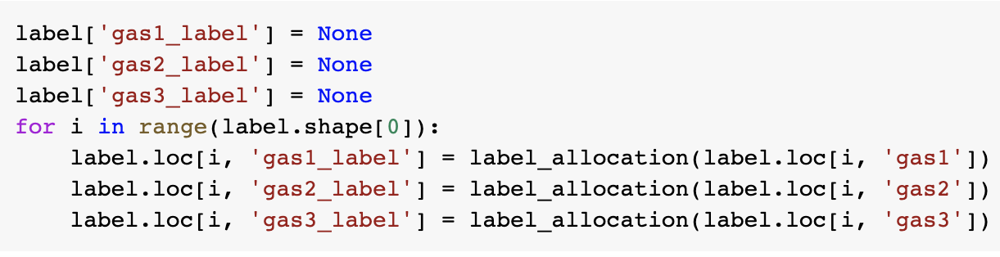 label['gas1_label'] = None
label['gas2_label'] = None
label['gas3_label'] = None
for i in range(label.shape[0]):
    label.loc[i, 'gas1_label'] = label_allocation(label.loc[i, 'gas1'])
    label.loc[i, 'gas2_label'] = label_allocation(label.loc[i, 'gas2'])
    label.loc[i, 'gas3_label'] = label_allocation(label.loc[i, 'gas3'])